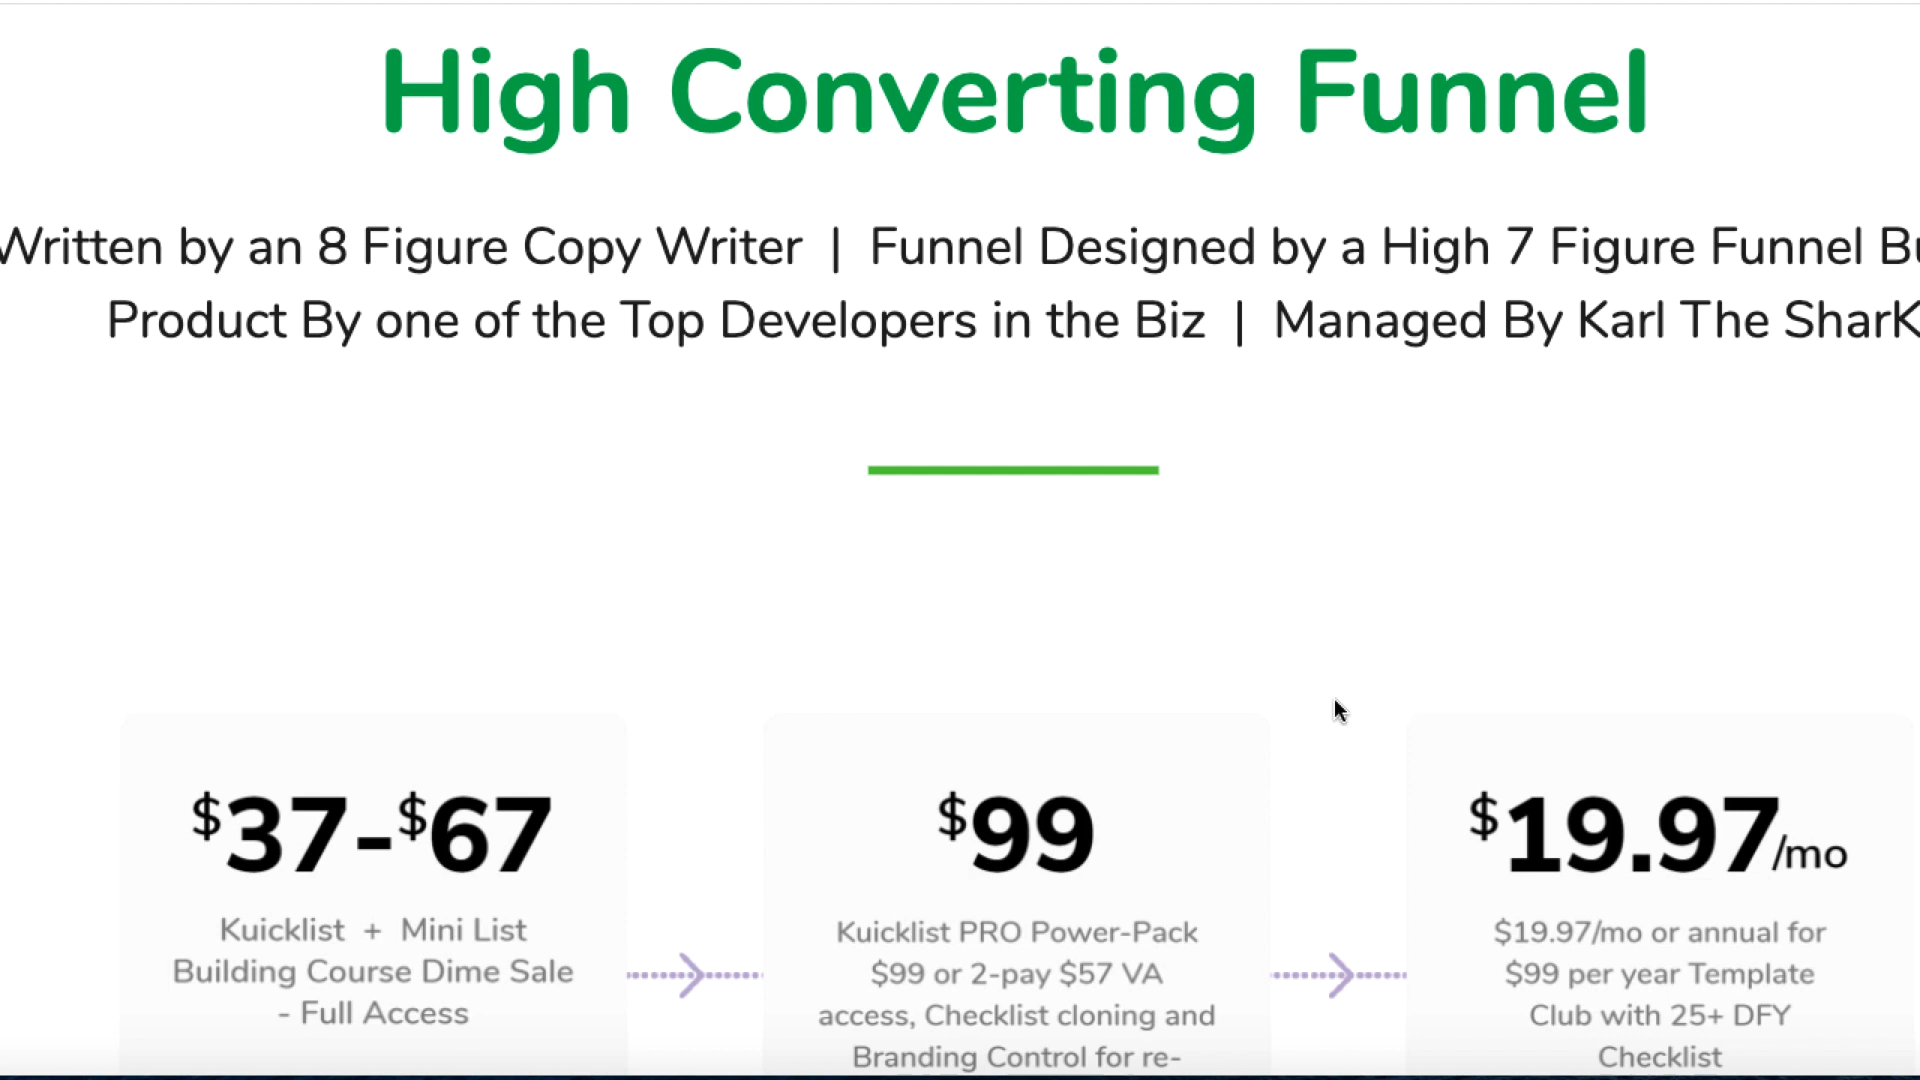 High Converting Funnel
Written by an 8 Figure Copy Writer | Funnel Designed by a High 7 Figure Funnel
Product By one of the Top Developers in the Biz | Managed By Karl The SharK
$37-$67
Kuicklist + Mini List
Building Course Dime Sale
- Full Access
$99
Kuicklist PRO Power-Pack
$99 or 2-pay $57 VA
access, Checklist cloning and
Branding Control for re-
$19.97/mo
$19.97/mo or annual for
$99 per year Template
Club with 25+ DFY
Checklist